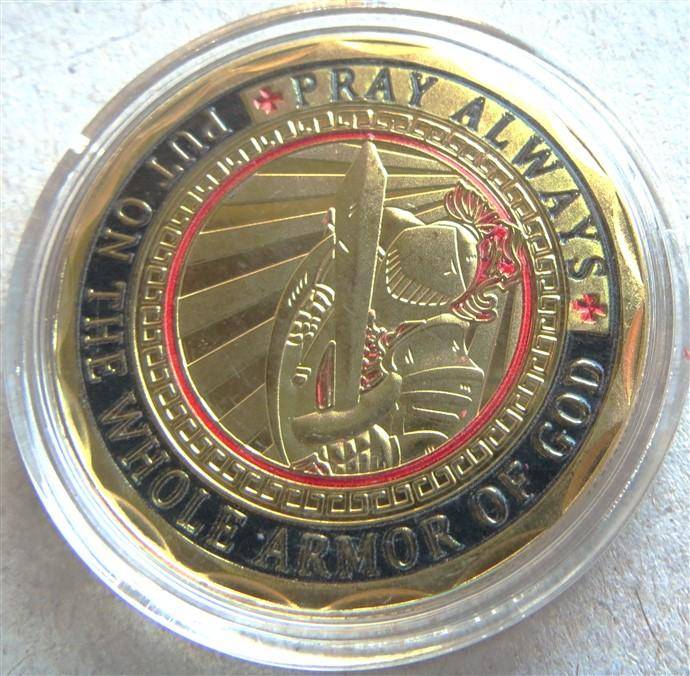 PRAY ALWAYS
PUT ON THE WHOLE ARMOR OF GOD